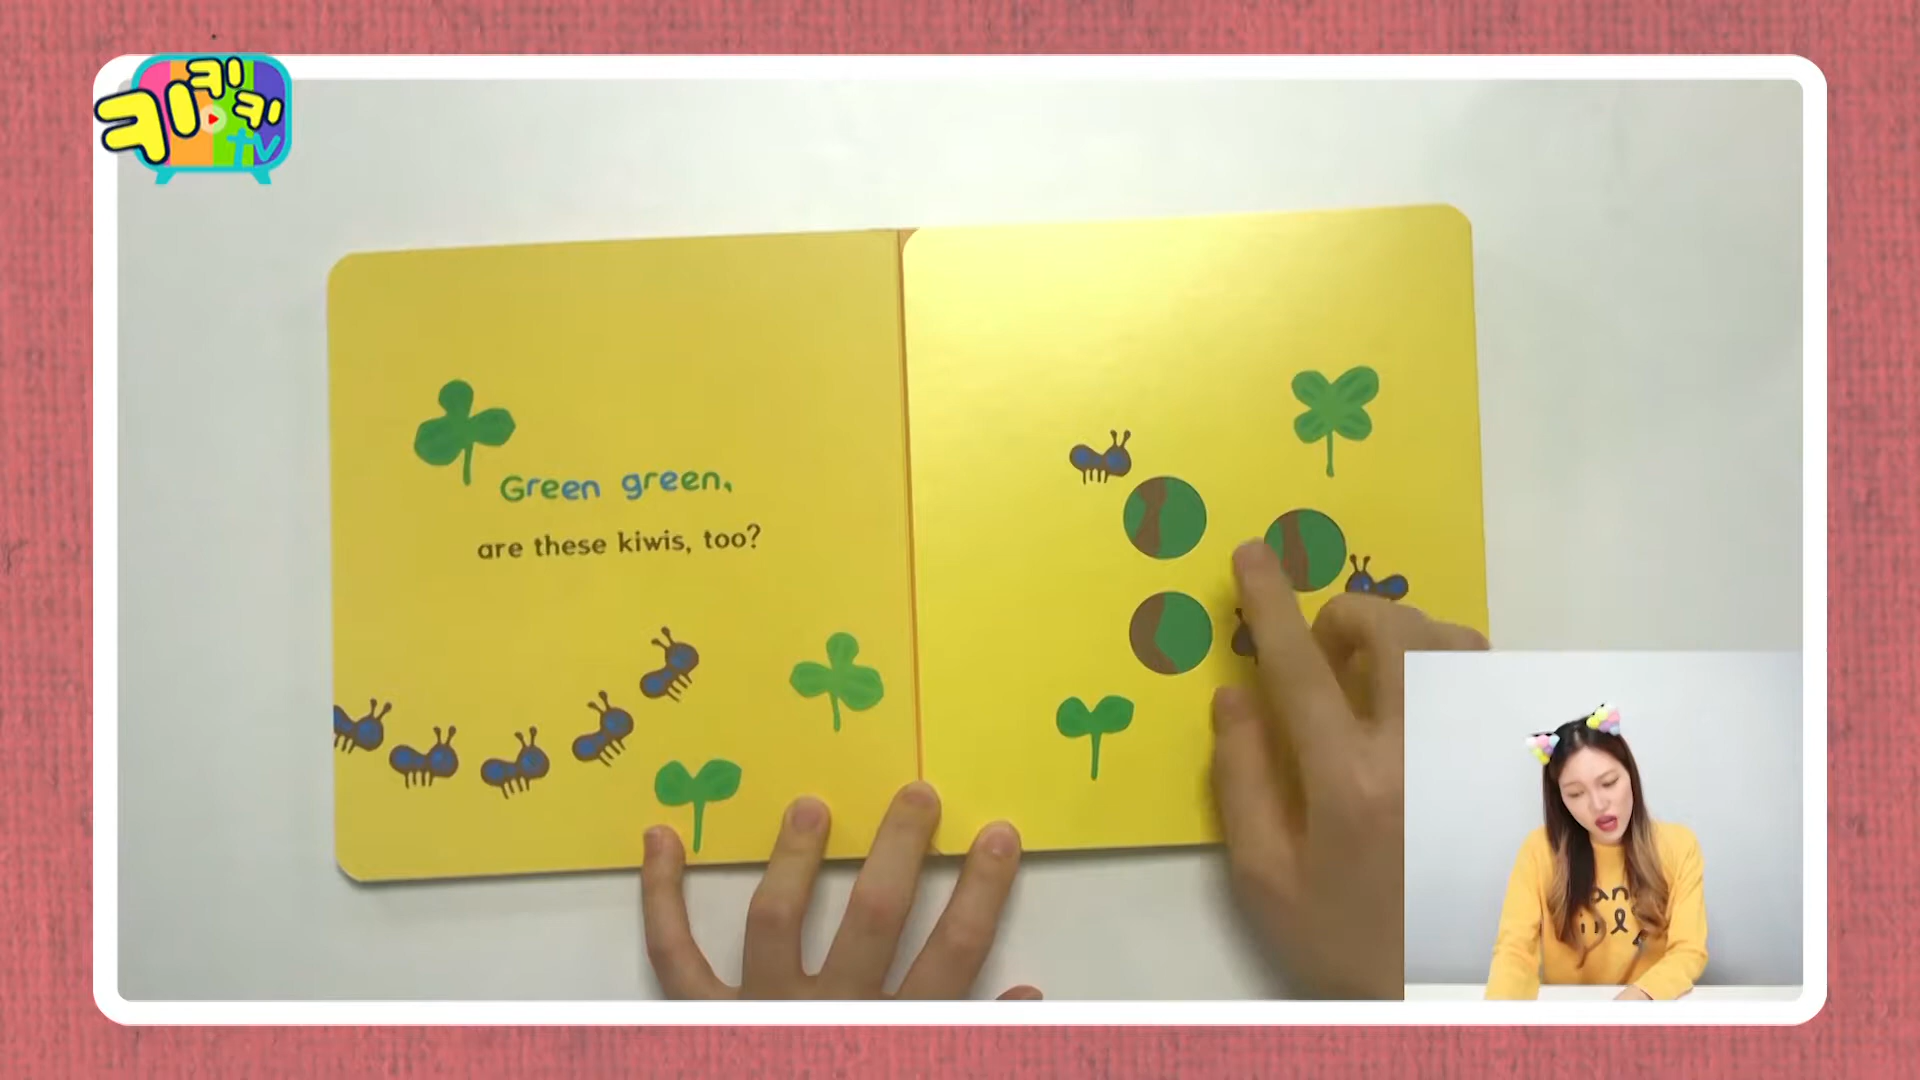 키키키
tv
Green green,
are these kiwis, too?